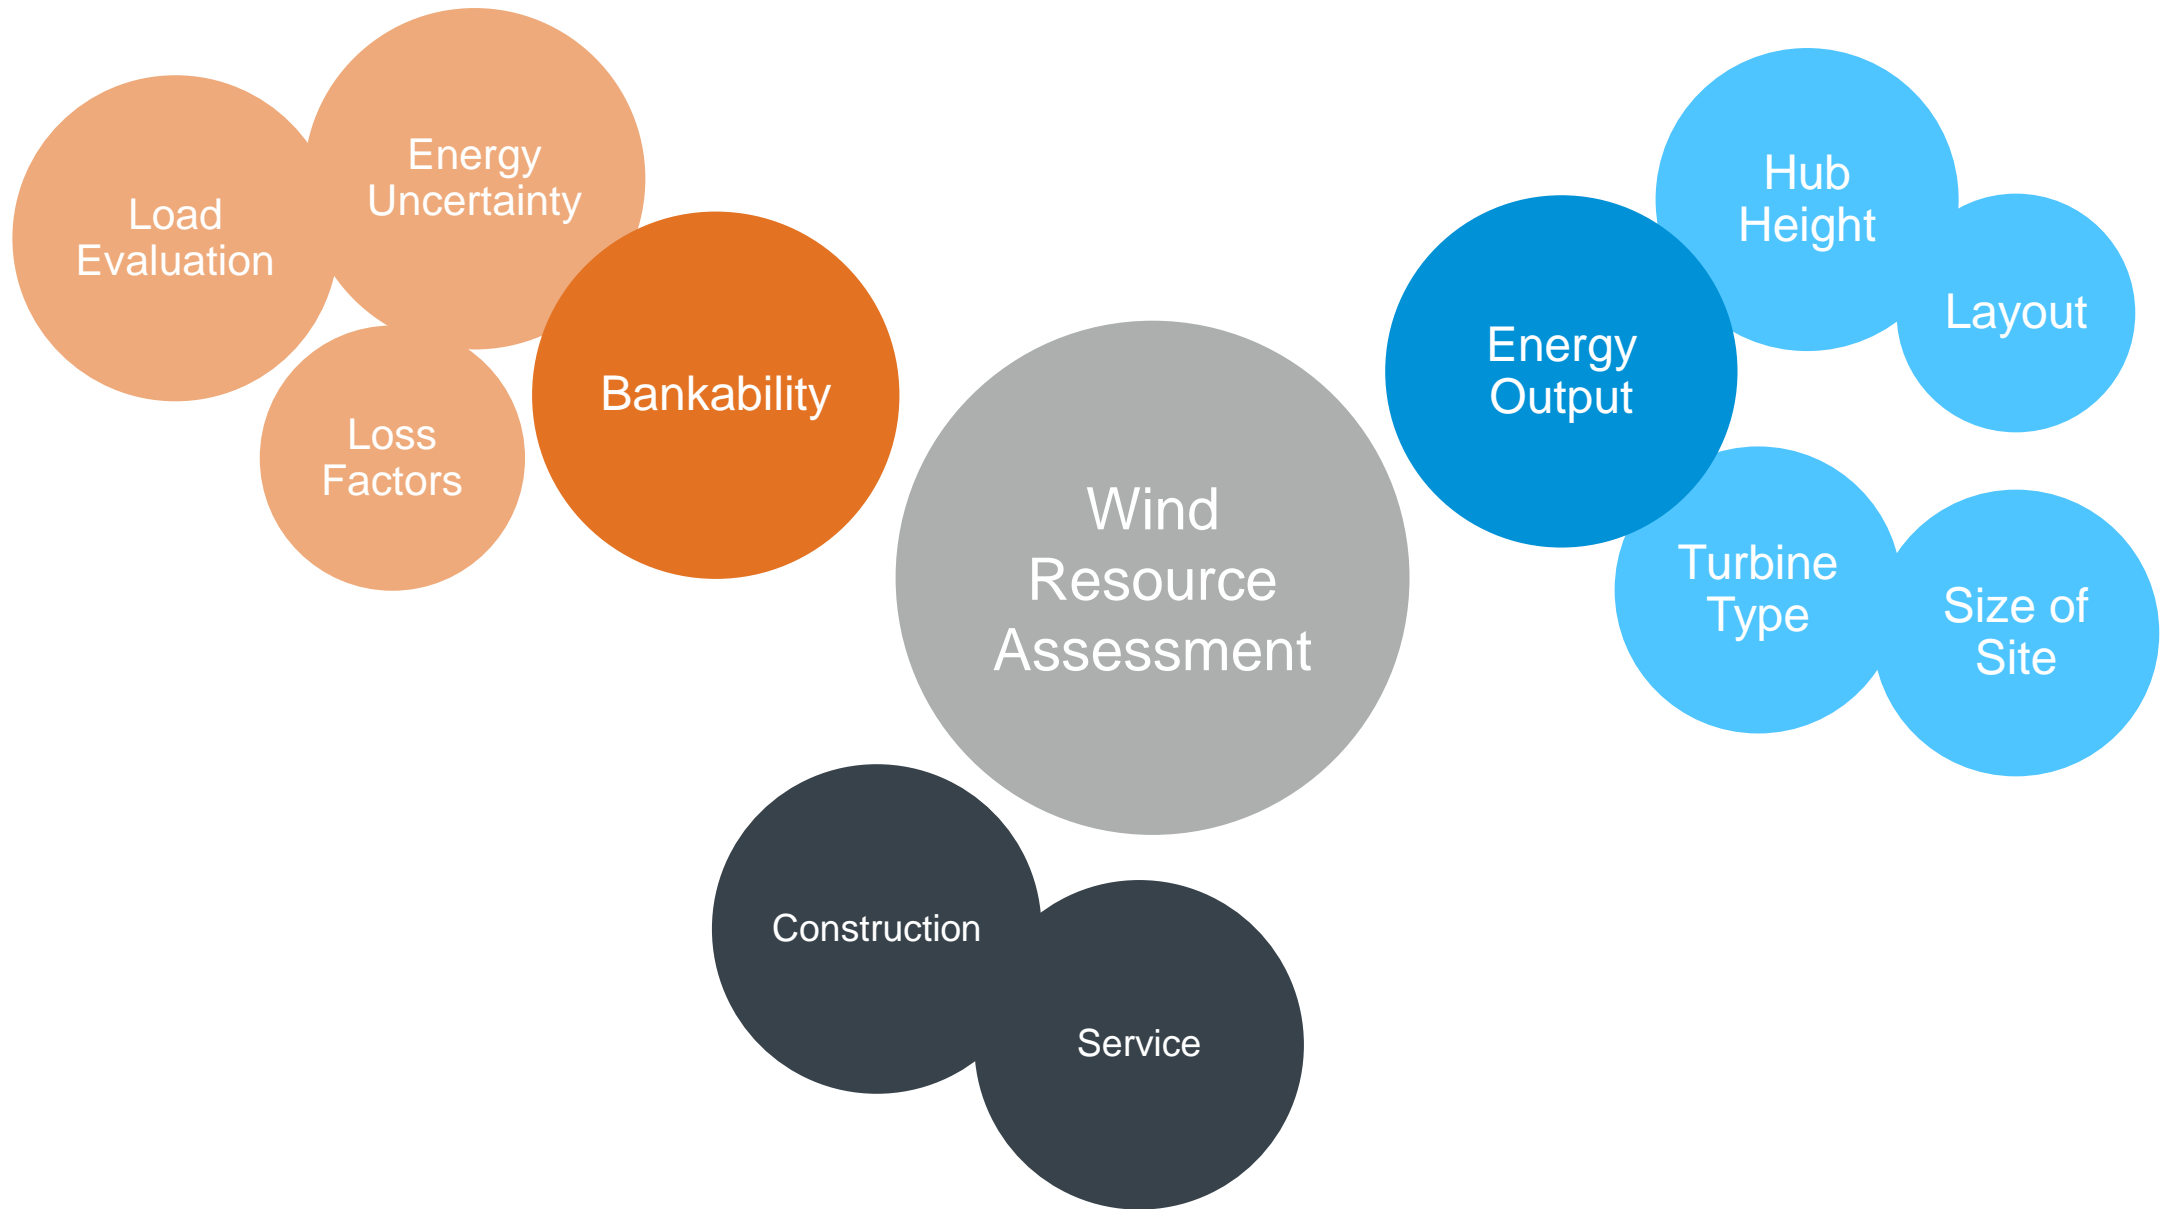 Load
Evaluation
Energy
Uncertainty
Loss
Factors
Bankability
Wind
Resource
Assessment
Energy
Output
Hub
Height
Layout
Turbine
Type
Size of
Site
Construction
Service